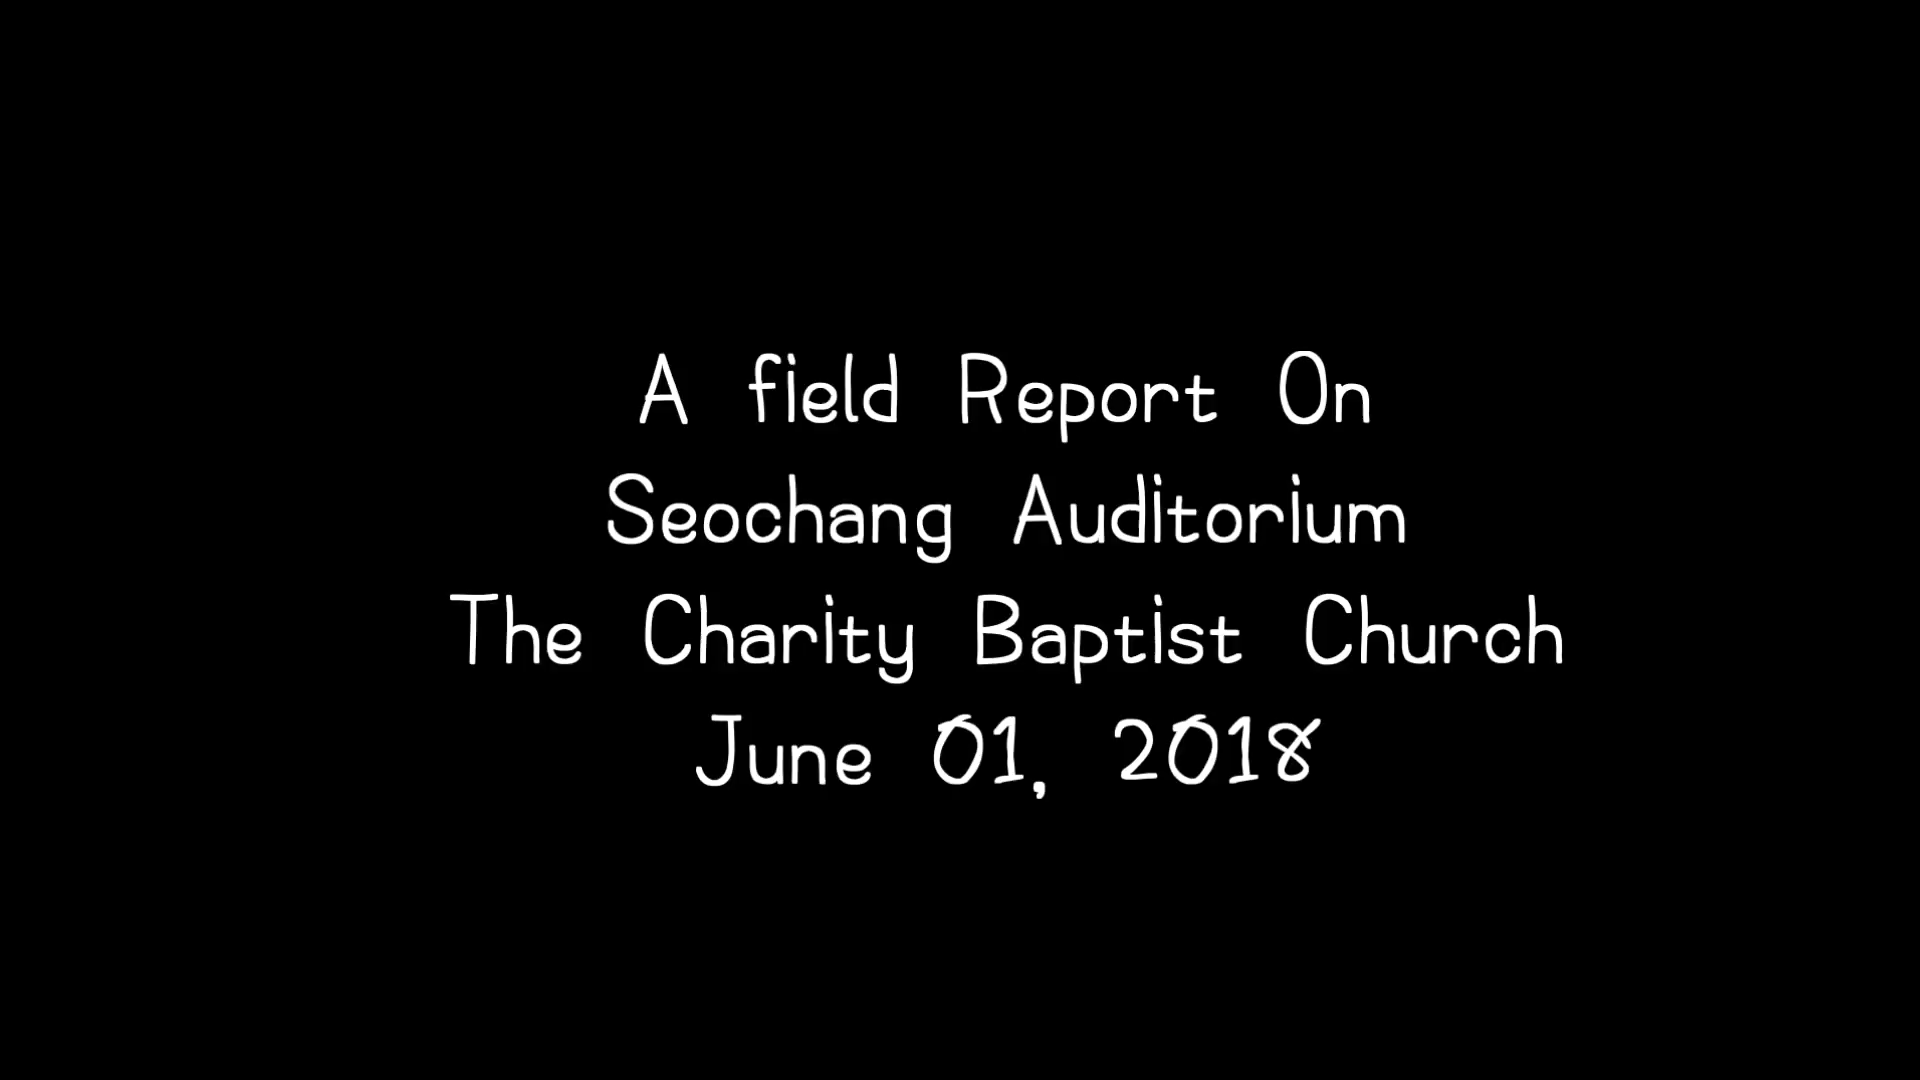 A field Report On
Seochang Auditorium
The Charity Baptist Church
June 01, 2018